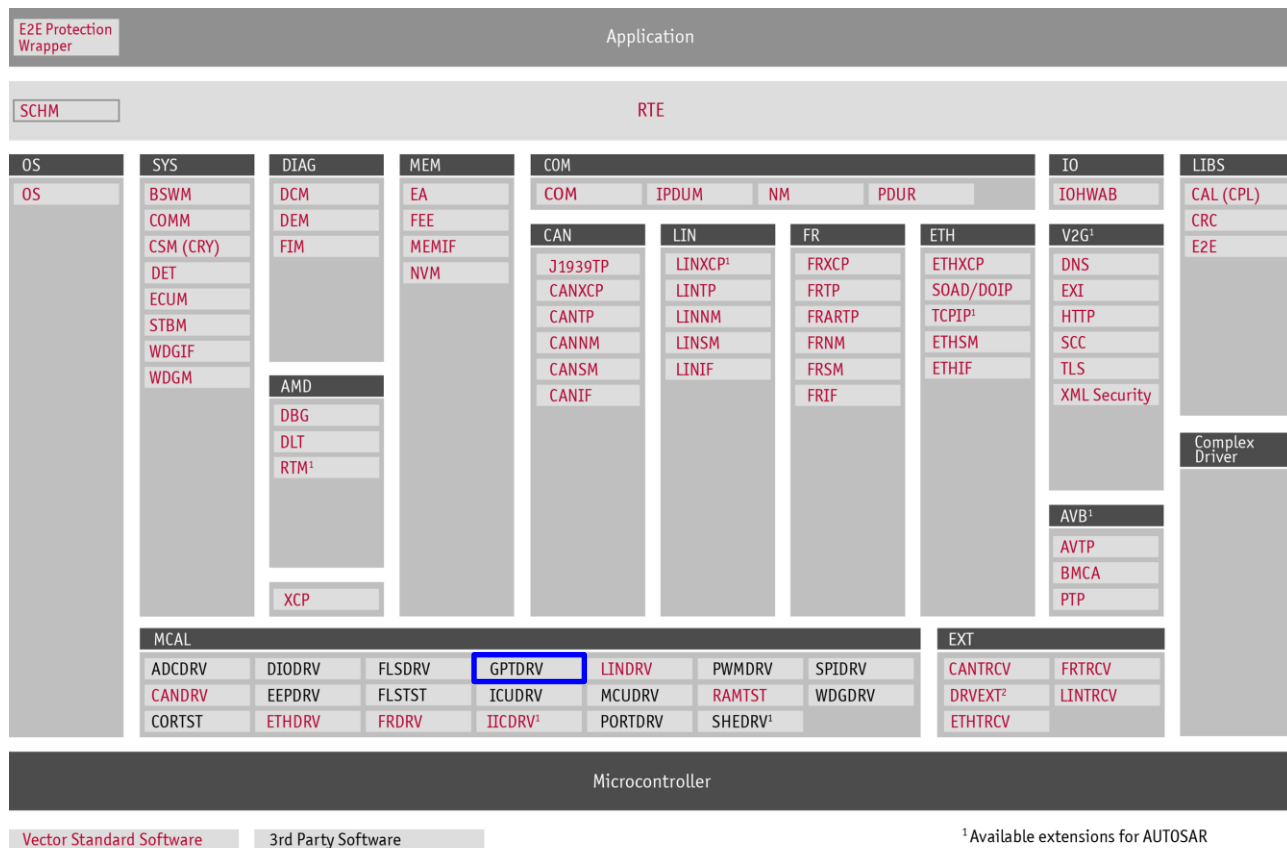 E2E Protection
Wrapper
Application
SCHM
RTE
OS
OS
SYS
BSWM
COMM
CSM (CRY)
DET
ECUM
STBM
WDGIF
WDGM
DIAG
DCM
DEM
FIM
AMD
DBG
DLT
RTM¹
XCP
MEM
EA
FEE
MEMIF
NVM
COM
COM IPDUM NM PDUR
CAN
J1939TP
CANXCP
CANTP
CANNM
CANSM
CANIF
LIN
LINXCP¹
LINTP
LINNM
LINSM
LINIF
FR
FRXCP
FRTP
FRARTP
FRNM
FRSM
FRIF
ETH
ETHXCP
SOAD/DOIP
TCPIP¹
ETHSM
ETHIF
IO
IOHWAB
V2G¹
DNS
EXI
HTTP
SCC
TLS
XML Security
AVB¹
AVTP
BMCA
PTP
LIBS
CAL (CPL)
CRC
E2E
Complex
Driver
MCAL
ADCDRV DIODRV FLSDRV GPTDRV LINDRV PWMDRV SPIDRV
CANDRV EEPDRV FLSTST ICUDRV MCUDRV RAMTST WDGDRV
CORTST ETHDRV FRDRV IICDRV¹ PORTDRV SHEDRV¹
EXT
CANTRCV FRTRCV
DRVEXT² LINTRCV
ETHTRCV
Microcontroller
Vector Standard Software 3rd Party Software ¹ Available extensions for AUTOSAR